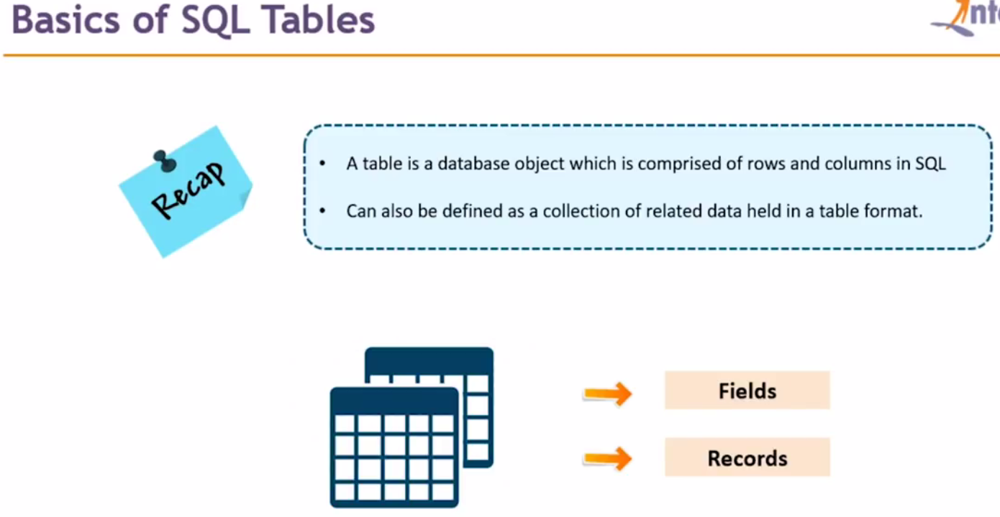 Basics of SQL Tables
Recap
• A table is a database object which is comprised of rows and columns in SQL
• Can also be defined as a collection of related data held in a table format.
Fields
Records